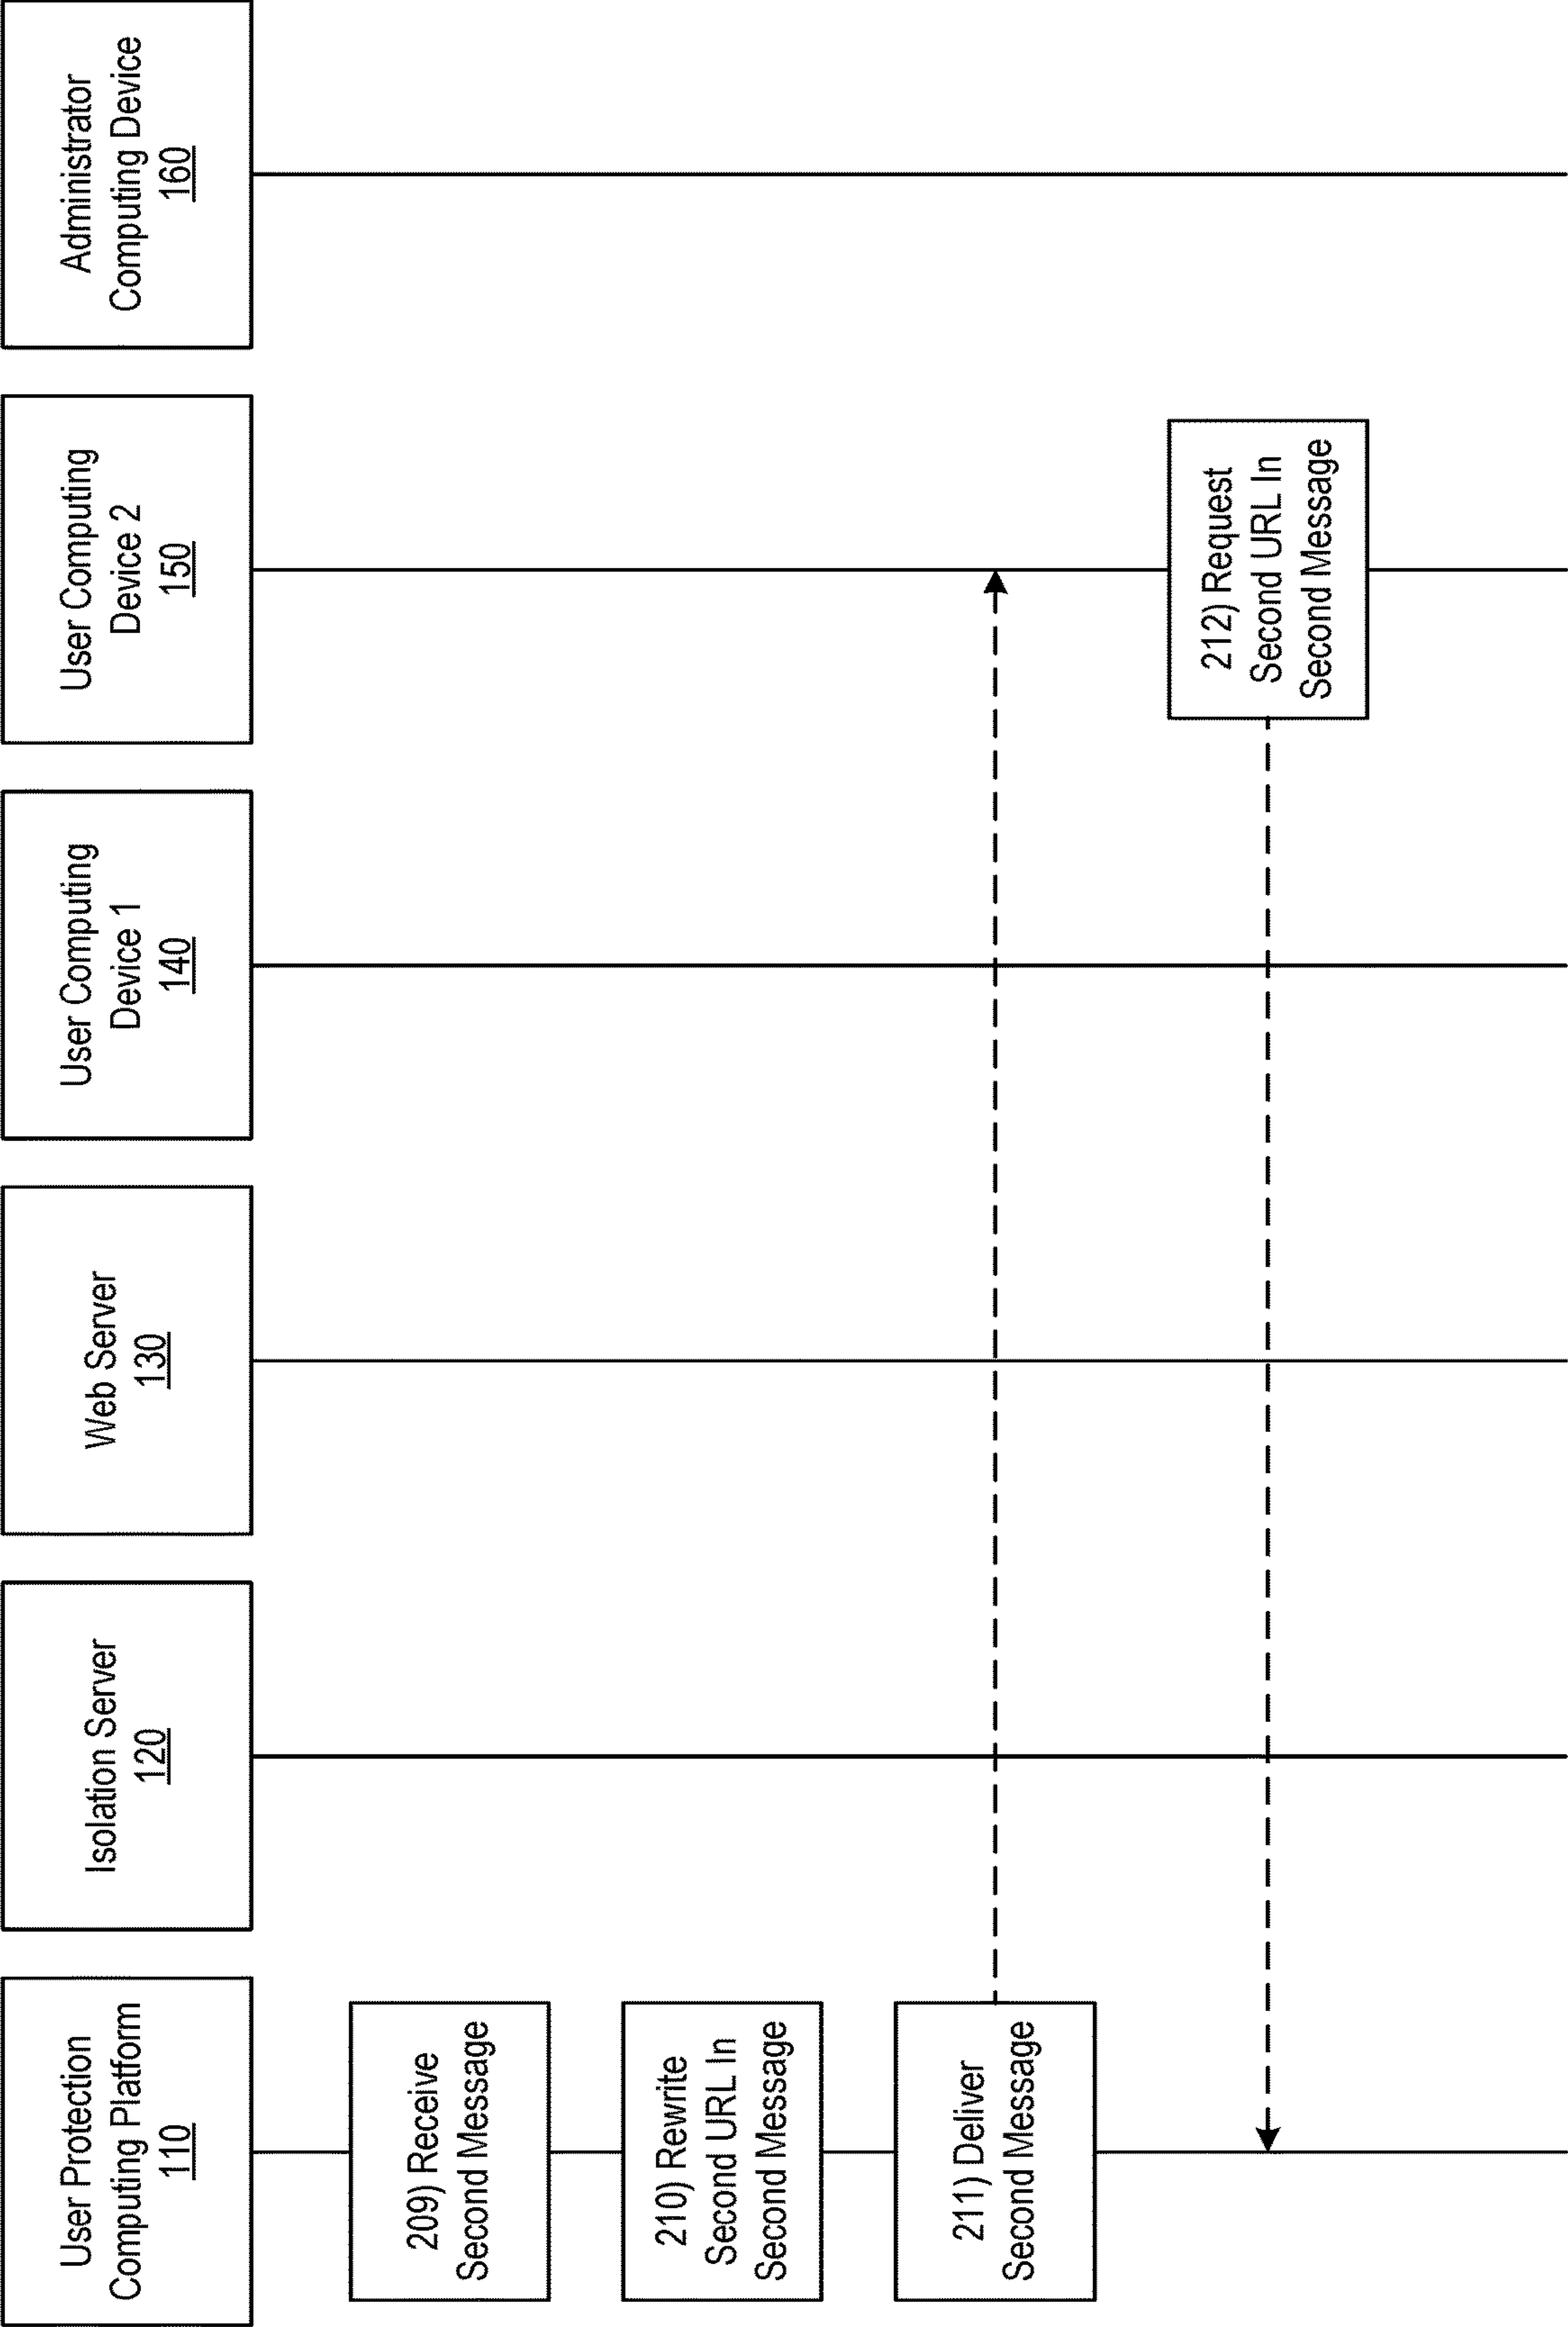 User Protection
Computing Platform
110
Isolation Server
120
Web Server
130
User Computing
Device 1
140
User Computing
Device 2
150
Administrator
Computing Device
160
209) Receive
Second Message
210) Rewrite
Second URL In
Second Message
211) Deliver
Second Message
212) Request
Second URL In
Second Message